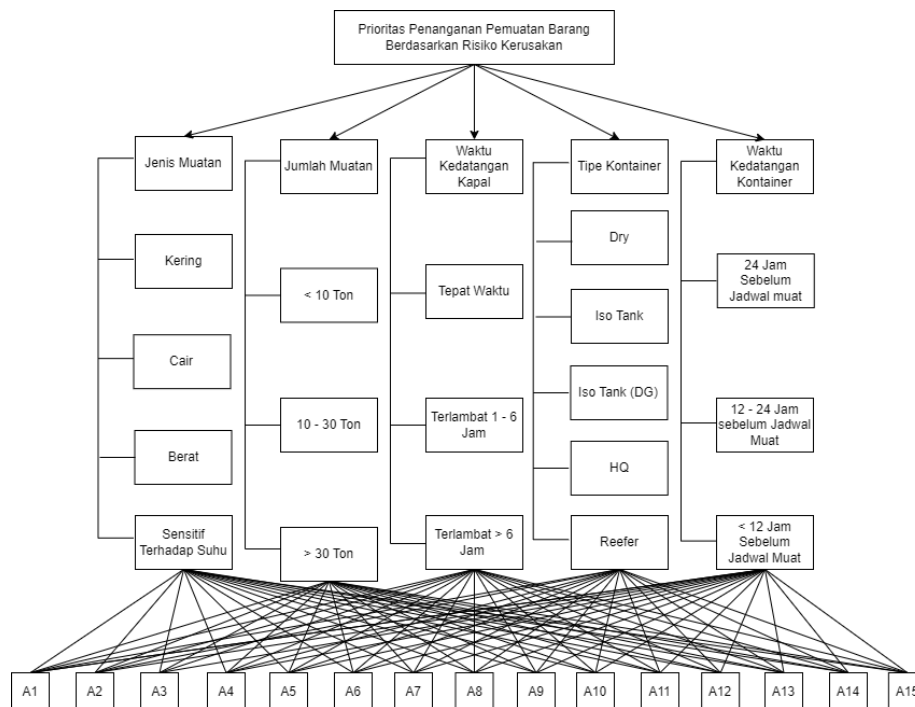 Prioritas Penanganan Pemuatan Barang
Berdasarkan Risiko Kerusakan
Jenis Muatan
Kering
Cair
Berat
Sensitif
Terhadap Suhu
Jumlah Muatan
< 10 Ton
10 - 30 Ton
> 30 Ton
Waktu
Kedatangan
Kapal
Tepat Waktu
Terlambat 1 - 6
Jam
Terlambat > 6
Jam
Tipe Kontainer
Dry
Iso Tank
Iso Tank (DG)
HQ
Reefer
Waktu
Kedatangan
Kontainer
24 Jam
Sebelum
Jadwal muat
12 - 24 Jam
sebelum Jadwal
Muat
< 12 Jam
Sebelum
Jadwal Muat
A1 A2 A3 A4 A5 A6 A7 A8 A9 A10 A11 A12 A13 A14 A15